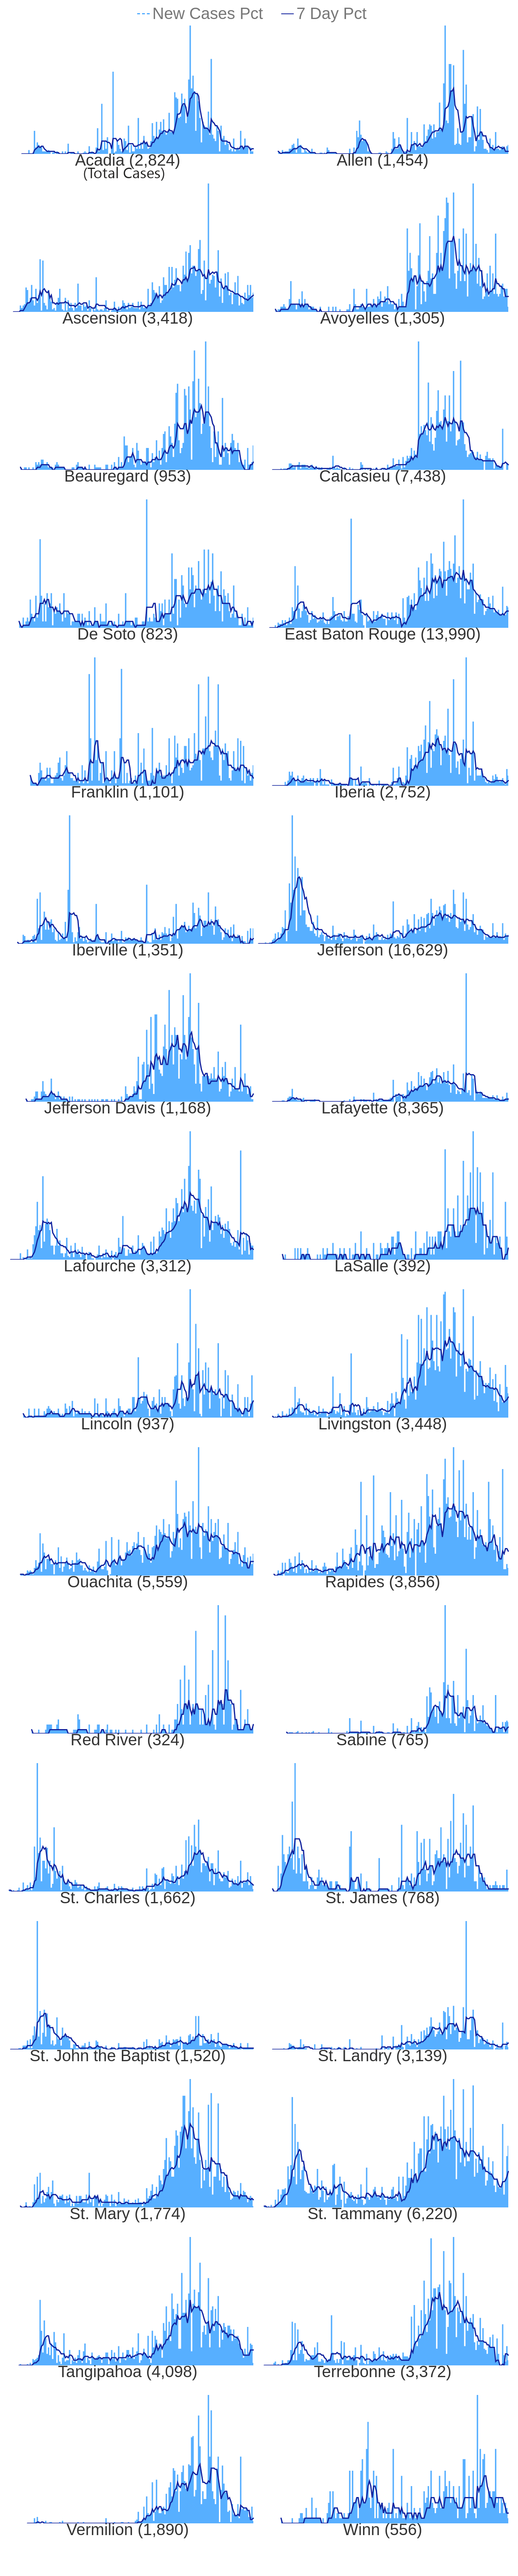 New Cases Pct 7 Day Pct
Acadia (2,824) Allen (1,454)
(Total Cases)
Ascension (3,418) Avoyelles (1,305)
Beauregard (953) Calcasieu (7,438)
De Soto (823) East Baton Rouge (13,990)
Franklin (1,101) Iberia (2,752)
Iberville (1,351) Jefferson (16,629)
Jefferson Davis (1,168) Lafayette (8,365)
Lafourche (3,312) LaSalle (392)
Lincoln (937) Livingston (3,448)
Ouachita (5,559) Rapides (3,856)
Red River (324) Sabine (765)
St. Charles (1,662) St. James (768)
St. John the Baptist (1,520) St. Landry (3,139)
St. Mary (1,774) St. Tammany (6,220)
Tangipahoa (4,098) Terrebonne (3,372)
Vermilion (1,890) Winn (556)